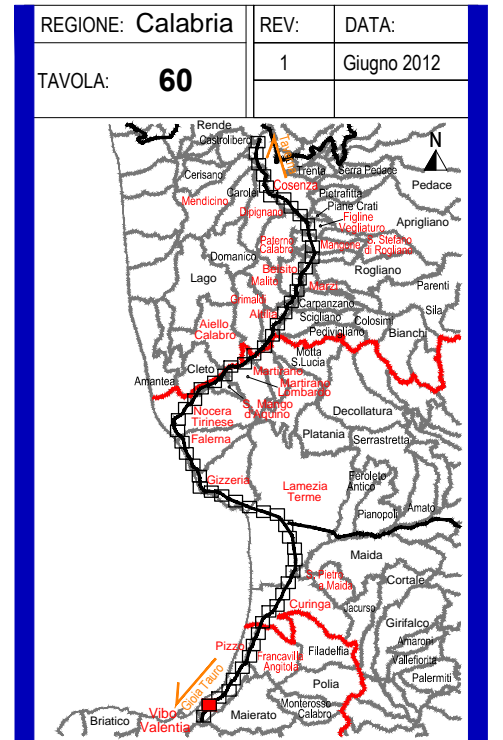 REGIONE: Calabria
REV:
DATA:
TAVOLA: 60
1
Giugno 2012
Rende
Castrolibero
Taranto
N
Cerisano
Trenta
Serra Pedace
Cosenza
Pedace
Carolei
Pietrafitta
Mendicino
Piane Crati
Dipignano
Figline
Vegliaturo
Aprigliano
Paterno
Calabro
Mangone
S. Stefano
di Rogliano
Domanico
Belsito
Rogliano
Lago
Malito
Marzi
Parenti
Grimaldi
Carpanzano
Altilia
Scigliano
Colosimi
Sila
Aiello
Calabro
Pedivigliano
Bianchi
Motta
S.Lucia
Cleto
Martirano
Amantea
Martirano
Lombardo
S. Mango
d'Aquino
Nocera
Tirinese
Decollatura
Falerna
Platania
Serrastretta
Gizzeria
Lamezia
Terme
Feroleto
Antico
Pianopoli
Amato
Maida
S. Pietro
a Maida
Cortale
Curinga
Jacurso
Girifalco
Pizzo
Filadelfia
Amaroni
Francavilla
Angitola
Vallefiorita
Gioia Tauro
Polia
Palermiti
Vibo
Valentia
Monterosso
Calabro
Briatico
Maierato